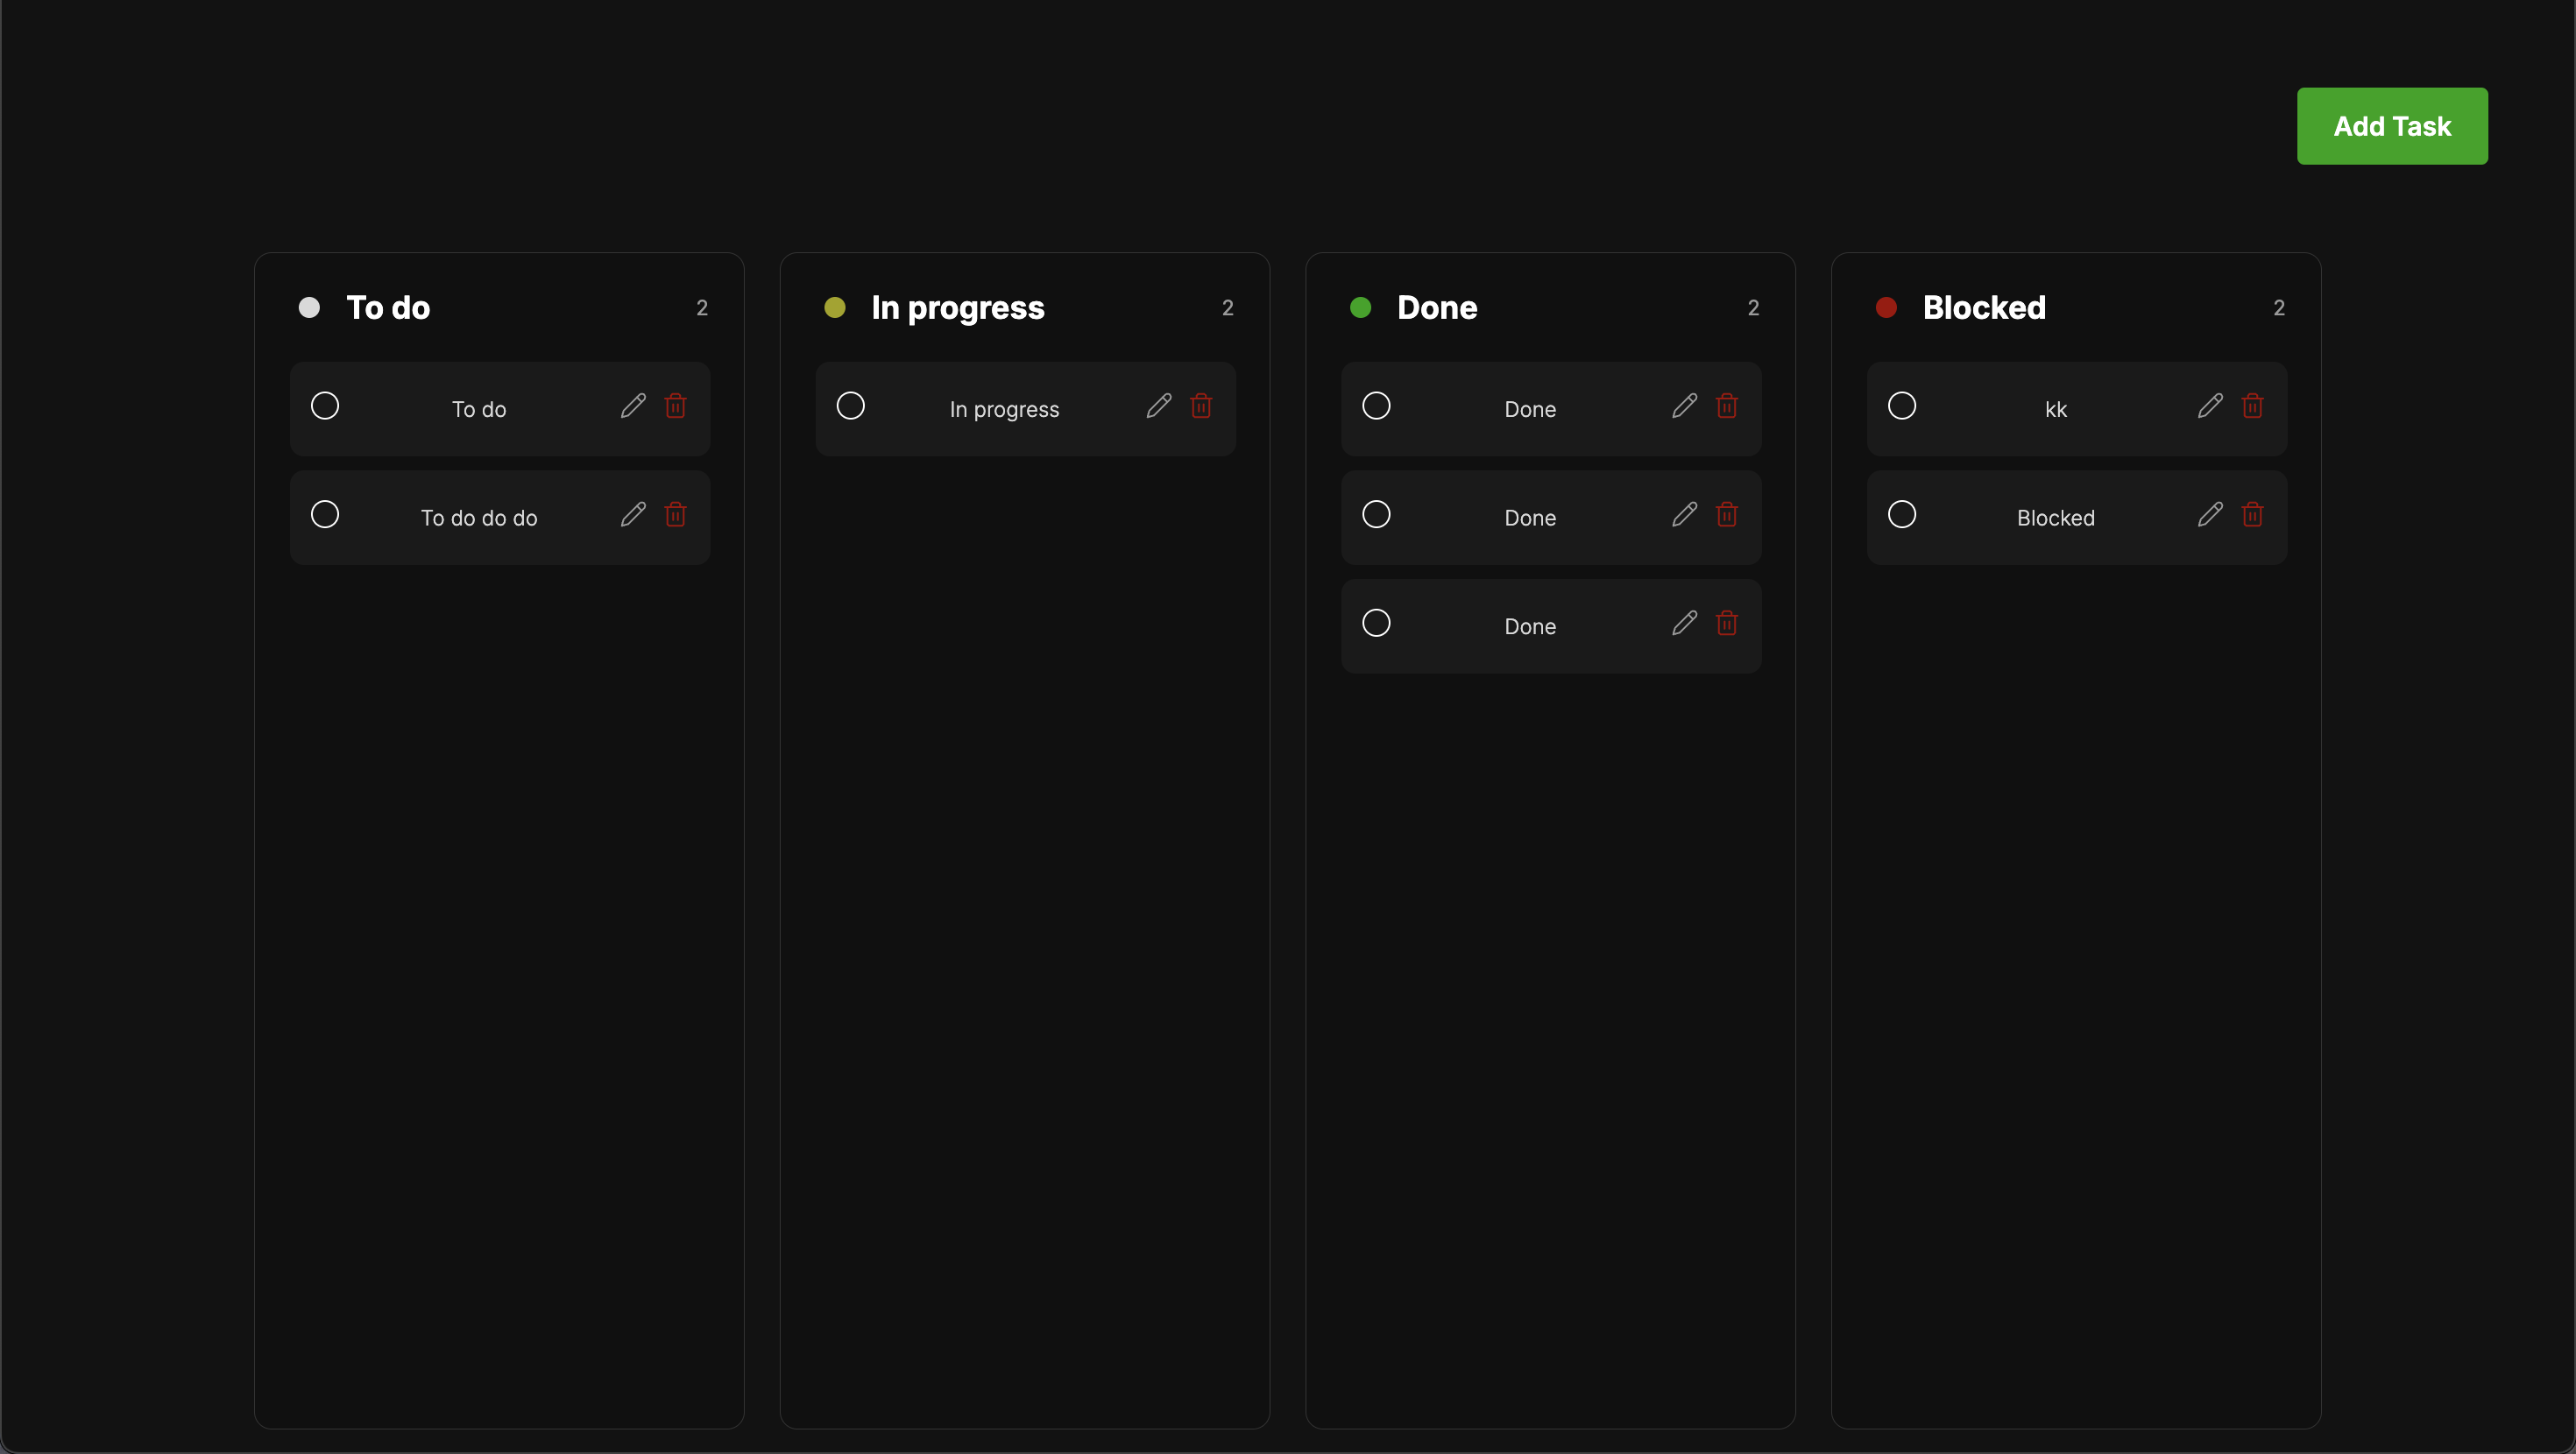 Add Task
To do 2
To do
To do do do
In progress 2
In progress
Done 2
Done
Done
Done
Blocked 2
kk
Blocked